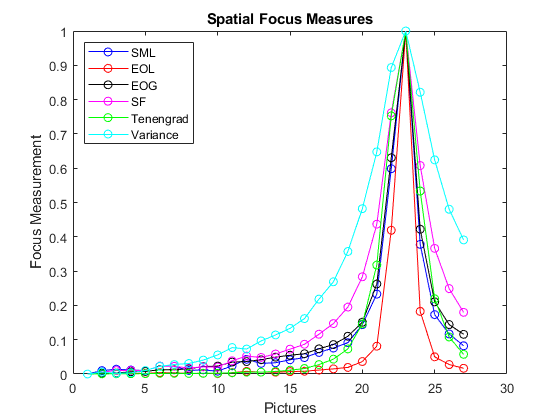 Spatial Focus Measures
1
0.9
0.8
0.7
0.6
0.5
0.4
0.3
0.2
0.1
0
Focus Measurement
SML
EOL
EOG
SF
Tenengrad
Variance
0 5 10 15 20 25 30
Pictures